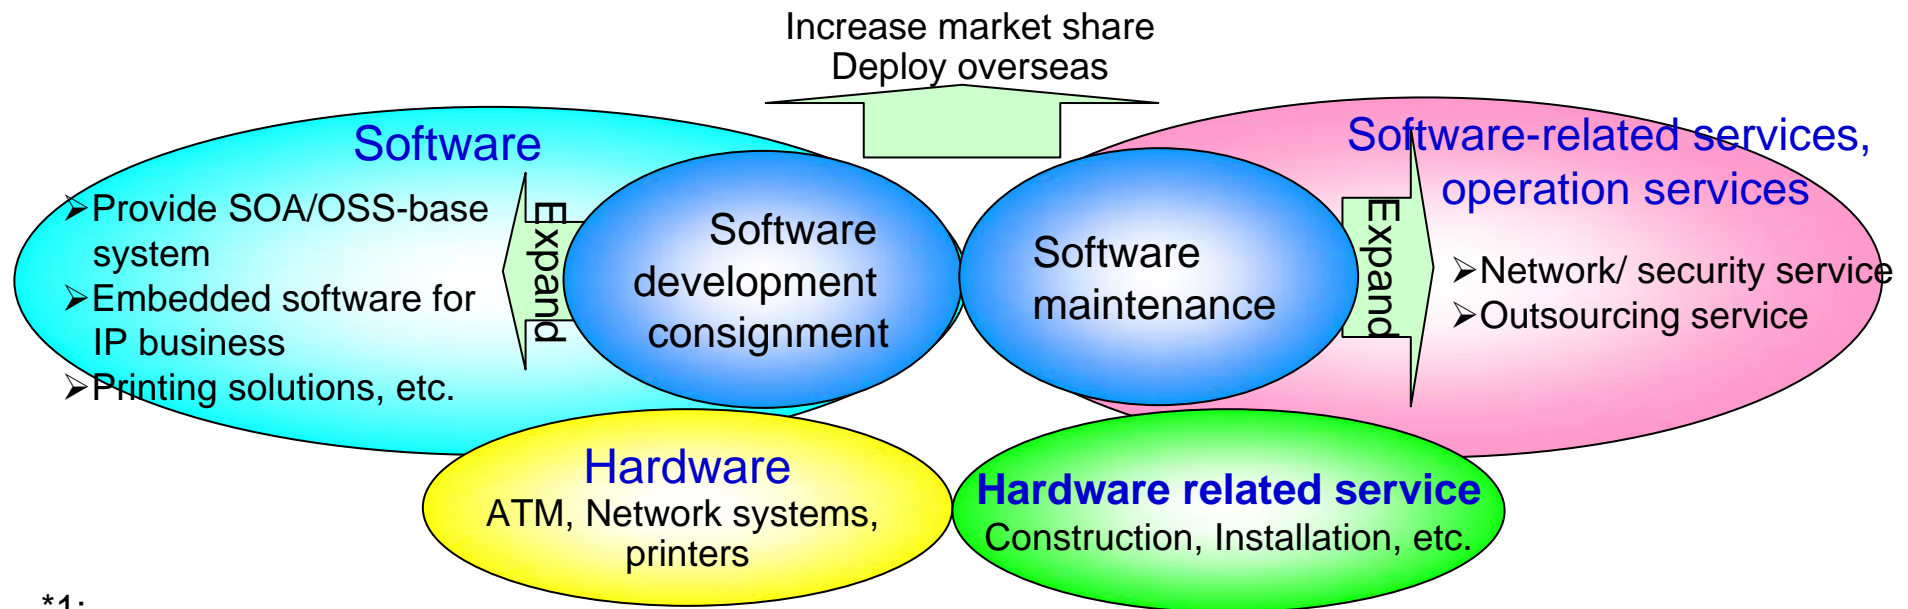 Increase market share
Deploy overseas
Software
➢Provide SOA/OSS-base
system
➢Embedded software for
IP business
➢Printing solutions, etc.
Expand
Software
development
consignment
Software
maintenance
Expand
Software-related services,
operation services
➢Network/ security service
➢Outsourcing service
Hardware
ATM, Network systems,
printers
Hardware related service
Construction, Installation, etc.
*1: